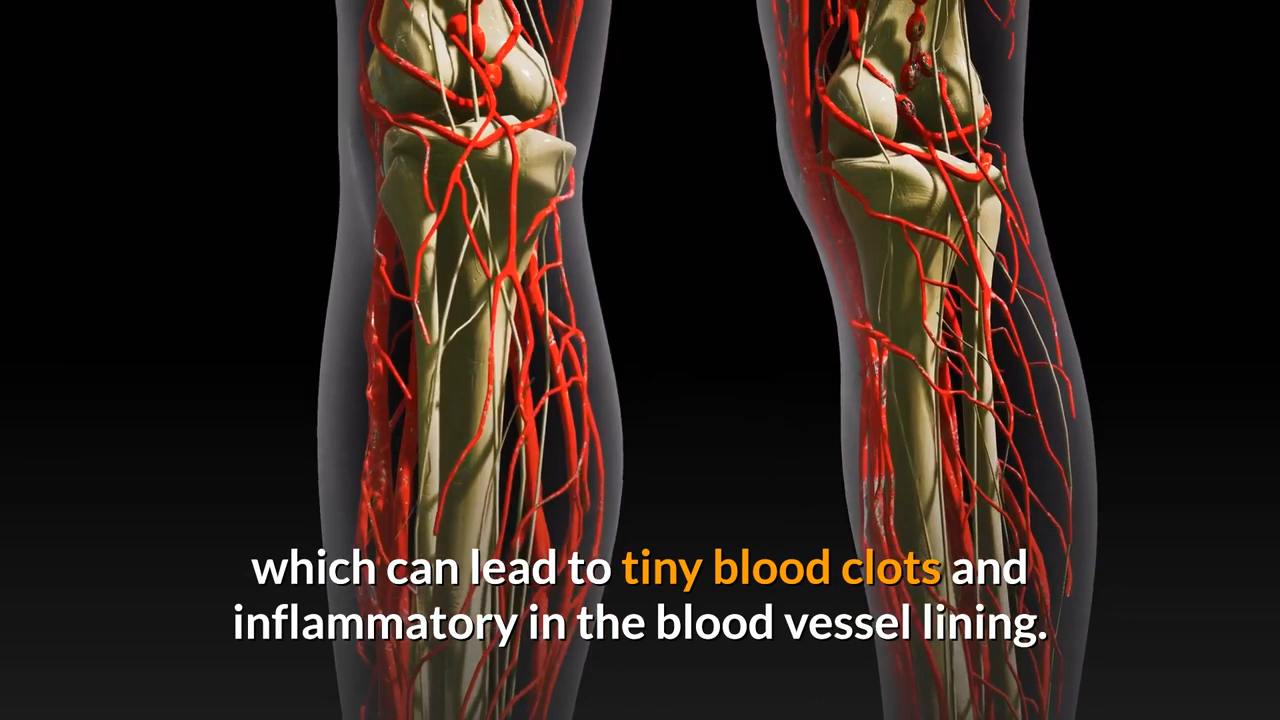 which can lead to tiny blood clots and
inflammatory in the blood vessel lining.